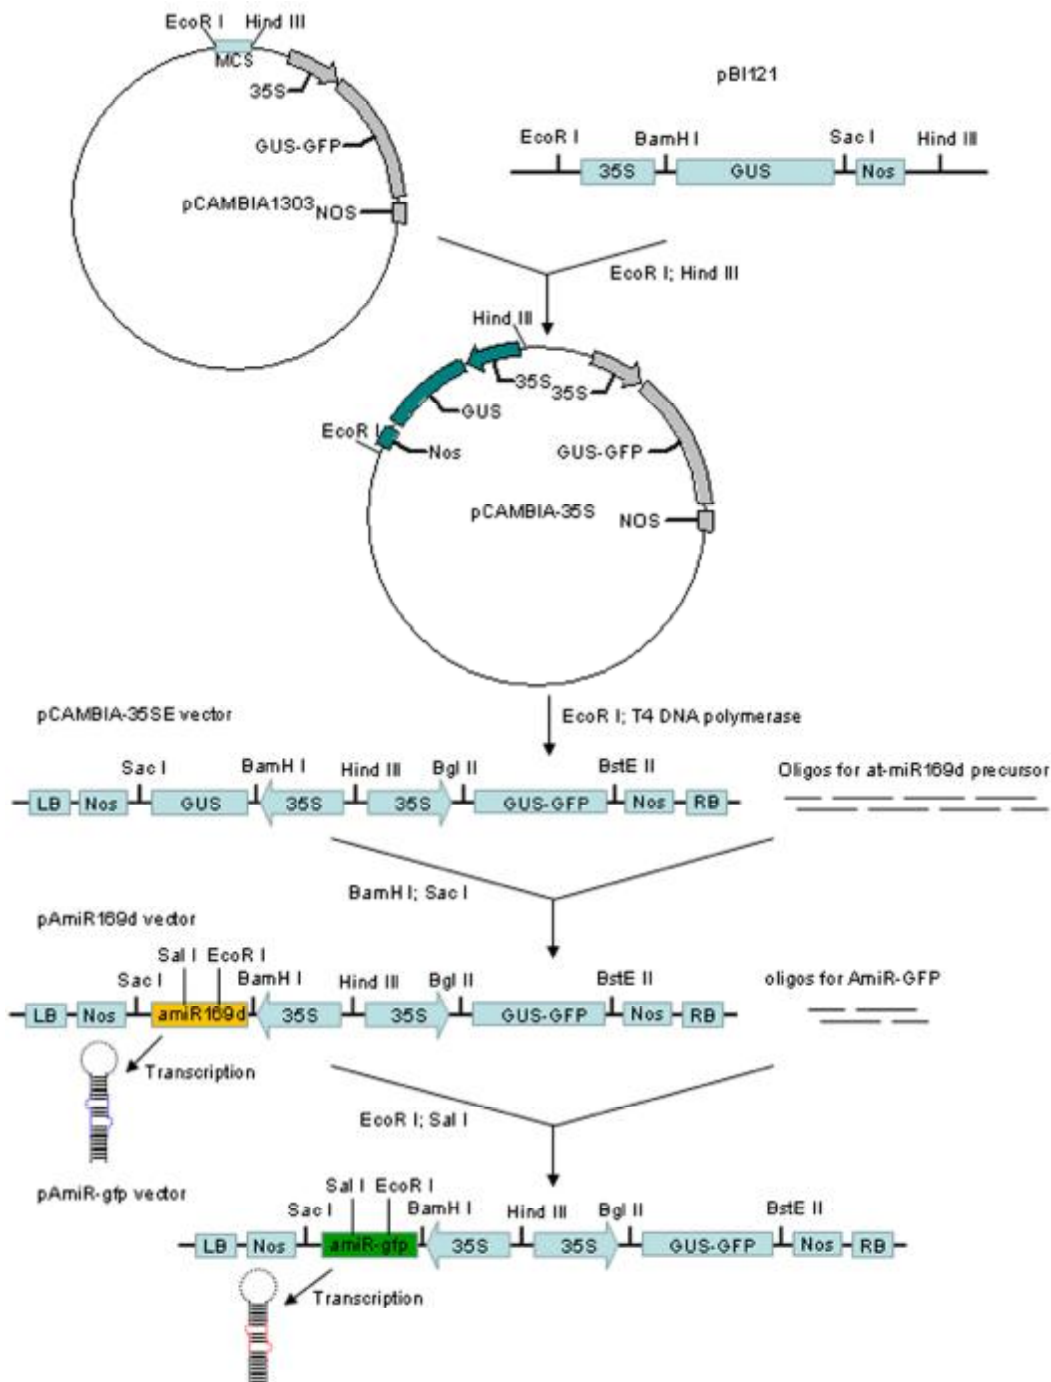 EcoR I Hind III
MCS
35S
GUS-GFP
pCAMBIA1303
NOS
pBI121
EcoR I BamH I Sac I Hind III
35S GUS Nos
EcoR I; Hind III
Hind III
35S 35S
GUS
EcoR I
Nos
GUS-GFP
pCAMBIA-35S
NOS
pCAMBIA-35SE vector
EcoR I; T4 DNA polymerase
Sac I BamH I Hind III Bgl II BstE II
Oligos for at-miR169d precursor
LB Nos GUS 35S 35S GUS-GFP Nos RB
BamH I; Sac I
pAmiR169d vector
Sal I EcoR I
Sac I BamH I Hind III Bgl II BstE II
oligos for AmiR-GFP
LB Nos amiR169d 35S 35S GUS-GFP Nos RB
Transcription
EcoR I; Sal I
pAmiR-gfp vector
Sal I EcoR I
Sac I BamH I Hind III Bgl II BstE II
LB Nos amiR-gfp 35S 35S GUS-GFP Nos RB
Transcription